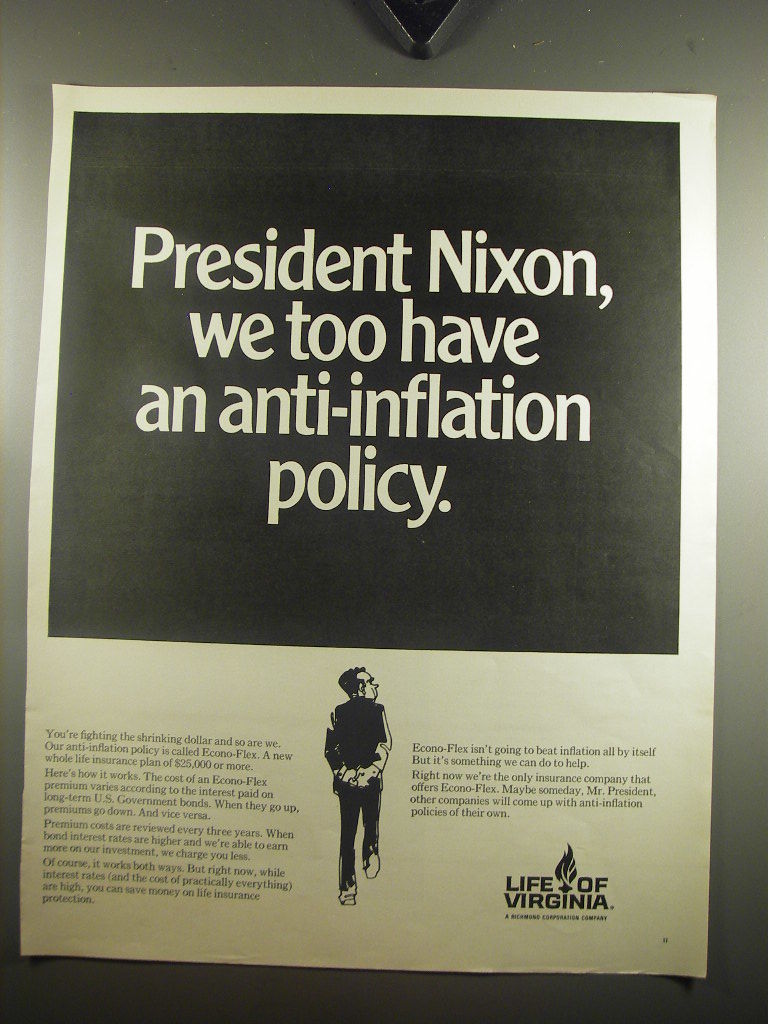 President Nixon,
we too have
an anti-inflation
policy.
You're fighting the shrinking dollar and so are we.
Our anti-inflation policy is called Econo-Flex. A new
whole life insurance plan of $25,000 or more.
Here's how it works. The cost of an Econo-Flex
premium varies according to the interest paid on
long-term U.S. Government bonds. When they go up,
premiums go down. And vice versa.
Premium costs are reviewed every three years. When
bond interest rates are higher and we're able to earn
more on our investment, we charge you less.
Of course, it works both ways. But right now, while
interest rates (and the cost of practically everything)
are high, you can save money on life insurance
protection.
Econo-Flex isn't going to beat inflation all by itself
But it's something we can do to help.
Right now we're the only insurance company that
offers Econo-Flex. Maybe someday, Mr. President,
other companies will come up with anti-inflation
policies of their own.
LIFE OF
VIRGINIA®
A RICHMOND CORPORATION COMPANY